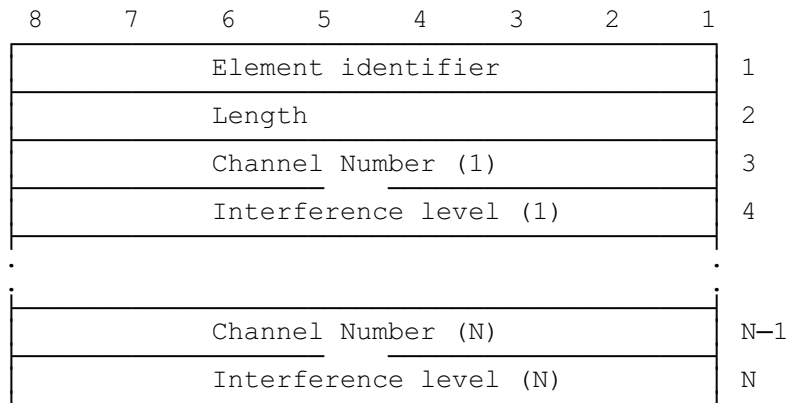 8 7 6 5 4 3 2 1
Element identifier 1
Length 2
Channel Number (1) 3
Interference level (1) 4
.
.
Channel Number (N) N—1
Interference level (N) N